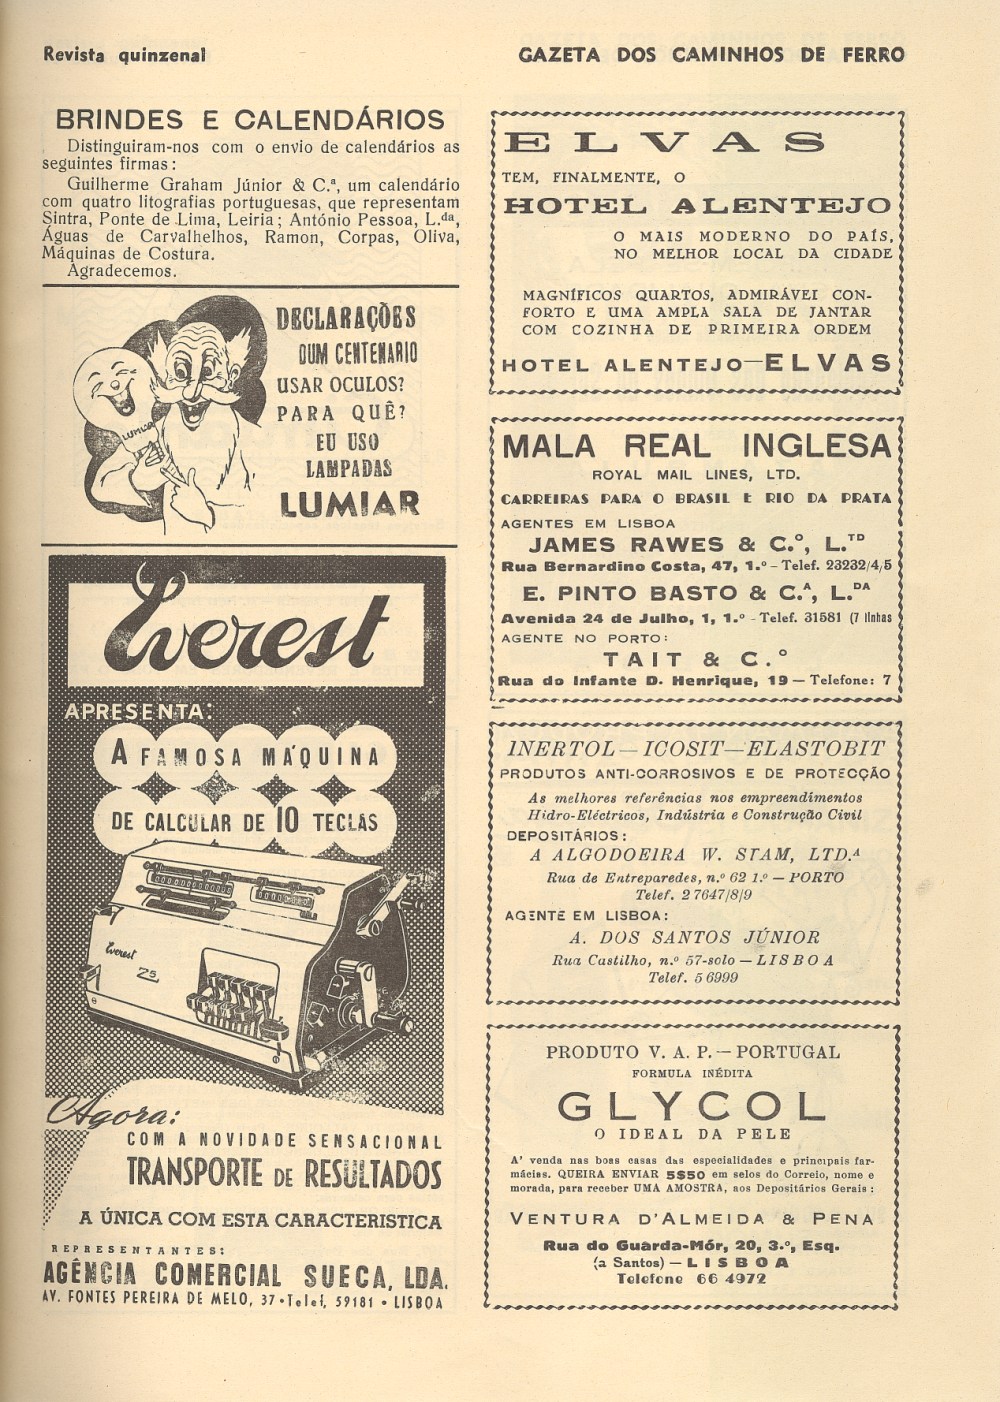 Revista quinzenal
GAZETA DOS CAMINHOS DE FERRO
BRINDES E CALENDÁRIOS
Distinguiram-nos com o envio de calendários as
seguintes firmas:
Guilherme Graham Júnior & C.ª, um calendário
com quatro litografias portuguesas, que representam
Sintra, Ponte de Lima, Leiria; António Pessoa, L.da,
Águas de Carvalhelhos, Ramon, Corpas, Oliva,
Máquinas de Costura.
Agradecemos.
DECLARAÇÕES
DUM CENTENARIO
USAR OCULOS?
PARA QUÊ?
EU USO
LAMPADAS
LUMIAR
LUMIAR
Everest
APRESENTA:
A FAMOSA MÁQUINA
DE CALCULAR DE 10 TECLAS
Everest
Z5
Agora:
COM A NOVIDADE SENSACIONAL
TRANSPORTE DE RESULTADOS
A ÚNICA COM ESTA CARACTERISTICA
REPRESENTANTES:
AGÊNCIA COMERCIAL SUECA, LDA.
AV. FONTES PEREIRA DE MELO, 37 • Telef, 59181 • LISBOA
ELVAS
TEM, FINALMENTE, O
HOTEL ALENTEJO
O MAIS MODERNO DO PAÍS,
NO MELHOR LOCAL DA CIDADE
MAGNÍFICOS QUARTOS, ADMIRÁVEI CON-
FORTO E UMA AMPLA SALA DE JANTAR
COM COZINHA DE PRIMEIRA ORDEM
HOTEL ALENTEJO—ELVAS
MALA REAL INGLESA
ROYAL MAIL LINES, LTD.
CARREIRAS PARA O BRASIL E RIO DA PRATA
AGENTES EM LISBOA
JAMES RAWES & C.º, L.TD
Rua Bernardino Costa, 47, 1.º - Telef. 23232/4/5
E. PINTO BASTO & C.A, L.DA
Avenida 24 de Julho, 1, 1.º - Telef. 31581 (7 linhas
AGENTE NO PORTO:
TAIT & C.º
Rua do Infante D. Henrique, 19 — Telefone: 7
INERTOL — ICOSIT — ELASTOBIT
PRODUTOS ANTI-CORROSIVOS E DE PROTECÇÃO
As melhores referências nos empreendimentos
Hidro-Eléctricos, Indústria e Construção Civil
DEPOSITÁRIOS:
A ALGODOEIRA W. STAM, LTD.A
Rua de Entreparedes, n.º 62 1.º — PORTO
Telef. 2 7647/8/9
AGENTE EM LISBOA:
A. DOS SANTOS JÚNIOR
Rua Castilho, n.º 57-solo — LISBOA
Telef. 5 6999
PRODUTO V. A. P. — PORTUGAL
FORMULA INÉDITA
GLYCOL
O IDEAL DA PELE
A' venda nas boas casas das especialidades e principais far-
mácias. QUEIRA ENVIAR 5$50 em selos do Correio, nome e
morada, para receber UMA AMOSTRA, aos Depositários Gerais:
VENTURA D'ALMEIDA & PENA
Rua do Guarda-Mór, 20, 3.º, Esq.
(a Santos) — LISBOA
Telefone 66 4972